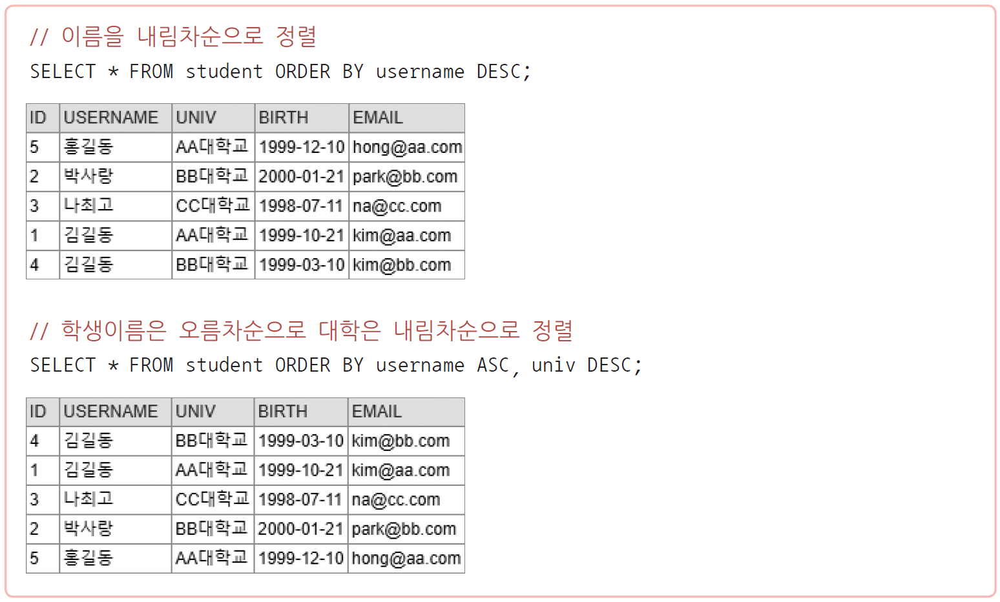 // 이름을 내림차순으로 정렬
SELECT * FROM student ORDER BY username DESC;
ID USERNAME UNIV BIRTH EMAIL
5 홍길동 AA대학교 1999-12-10 hong@aa.com
2 박사랑 BB대학교 2000-01-21 park@bb.com
3 나최고 CC대학교 1998-07-11 na@cc.com
1 김길동 AA대학교 1999-10-21 kim@aa.com
4 김길동 BB대학교 1999-03-10 kim@bb.com
// 학생이름은 오름차순으로 대학은 내림차순으로 정렬
SELECT * FROM student ORDER BY username ASC, univ DESC;
ID USERNAME UNIV BIRTH EMAIL
4 김길동 BB대학교 1999-03-10 kim@bb.com
1 김길동 AA대학교 1999-10-21 kim@aa.com
3 나최고 CC대학교 1998-07-11 na@cc.com
2 박사랑 BB대학교 2000-01-21 park@bb.com
5 홍길동 AA대학교 1999-12-10 hong@aa.com